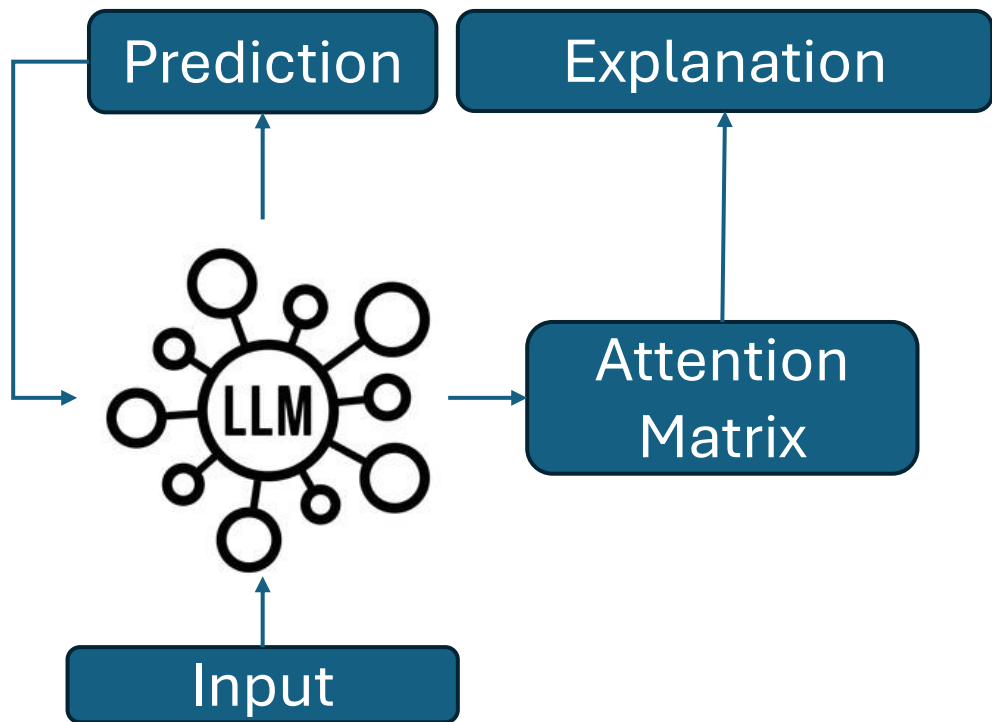 Prediction
Explanation
LLM
Attention
Matrix
Input